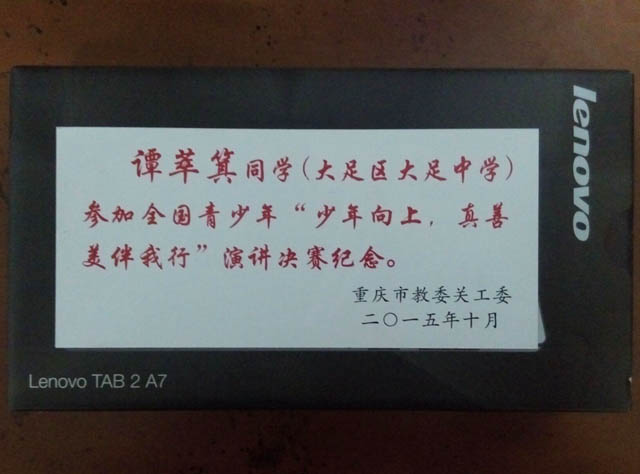 lenovo
谭萃箕同学(大足区大足中学)
参加全国青少年“少年向上，真善
美伴我行”演讲决赛纪念。
重庆市教委关工委
二〇一五年十月
Lenovo TAB 2 A7